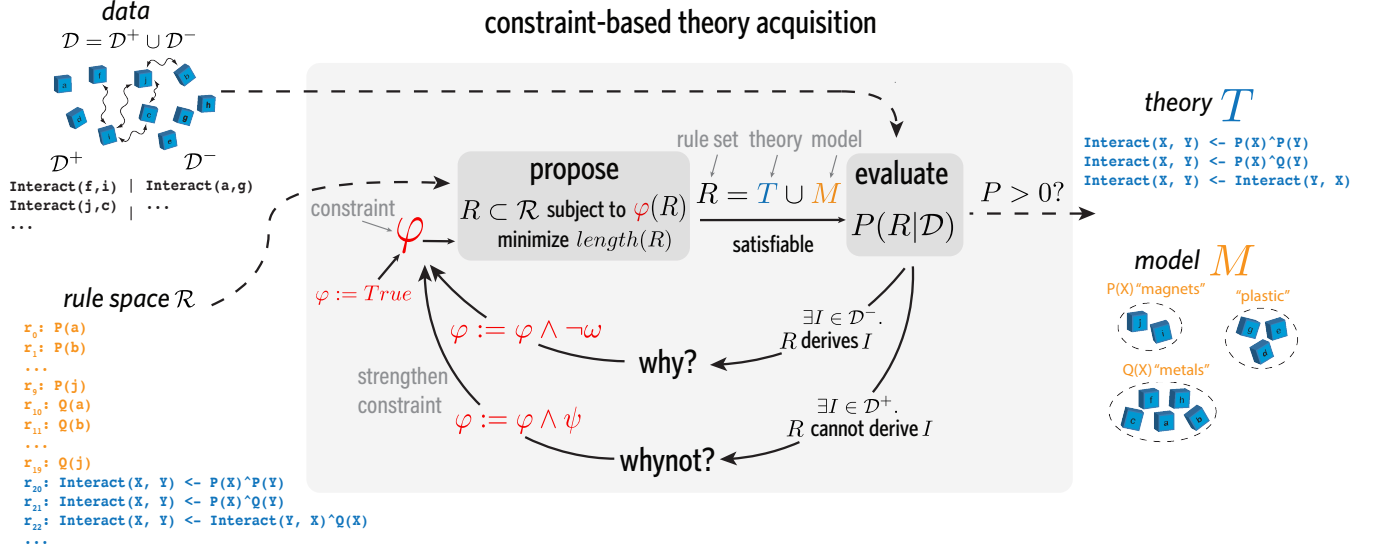 constraint-based theory acquisition
data
𝒟 = 𝒟⁺ ∪ 𝒟⁻
a f j b
d i c g h
e
𝒟⁺ 𝒟⁻
Interact(f,i) | Interact(a,g)
Interact(j,c) | ...
...
rule space ℛ
r₀: P(a)
r₁: P(b)
...
r₉: P(j)
r₁₀: Q(a)
r₁₁: Q(b)
...
r₁₉: Q(j)
r₂₀: Interact(X, Y) <- P(X)^P(Y)
r₂₁: Interact(X, Y) <- P(X)^Q(Y)
r₂₂: Interact(X, Y) <- Interact(Y, X)^Q(X)
...
constraint
φ
φ := True
propose
R ⊂ ℛ subject to φ(R)
minimize length(R)
rule set theory model
R = T ∪ M
satisfiable
evaluate
P(R|𝒟)
P > 0?
∃I ∈ 𝒟⁻.
R derives I
why?
φ := φ ∧ ¬ω
strengthen
constraint
∃I ∈ 𝒟⁺.
R cannot derive I
whynot?
φ := φ ∧ ψ
theory T
Interact(X, Y) <- P(X)^P(Y)
Interact(X, Y) <- P(X)^Q(Y)
Interact(X, Y) <- Interact(Y, X)
model M
P(X) “magnets”
j i
“plastic”
g e
d
Q(X) “metals”
f h
c a b